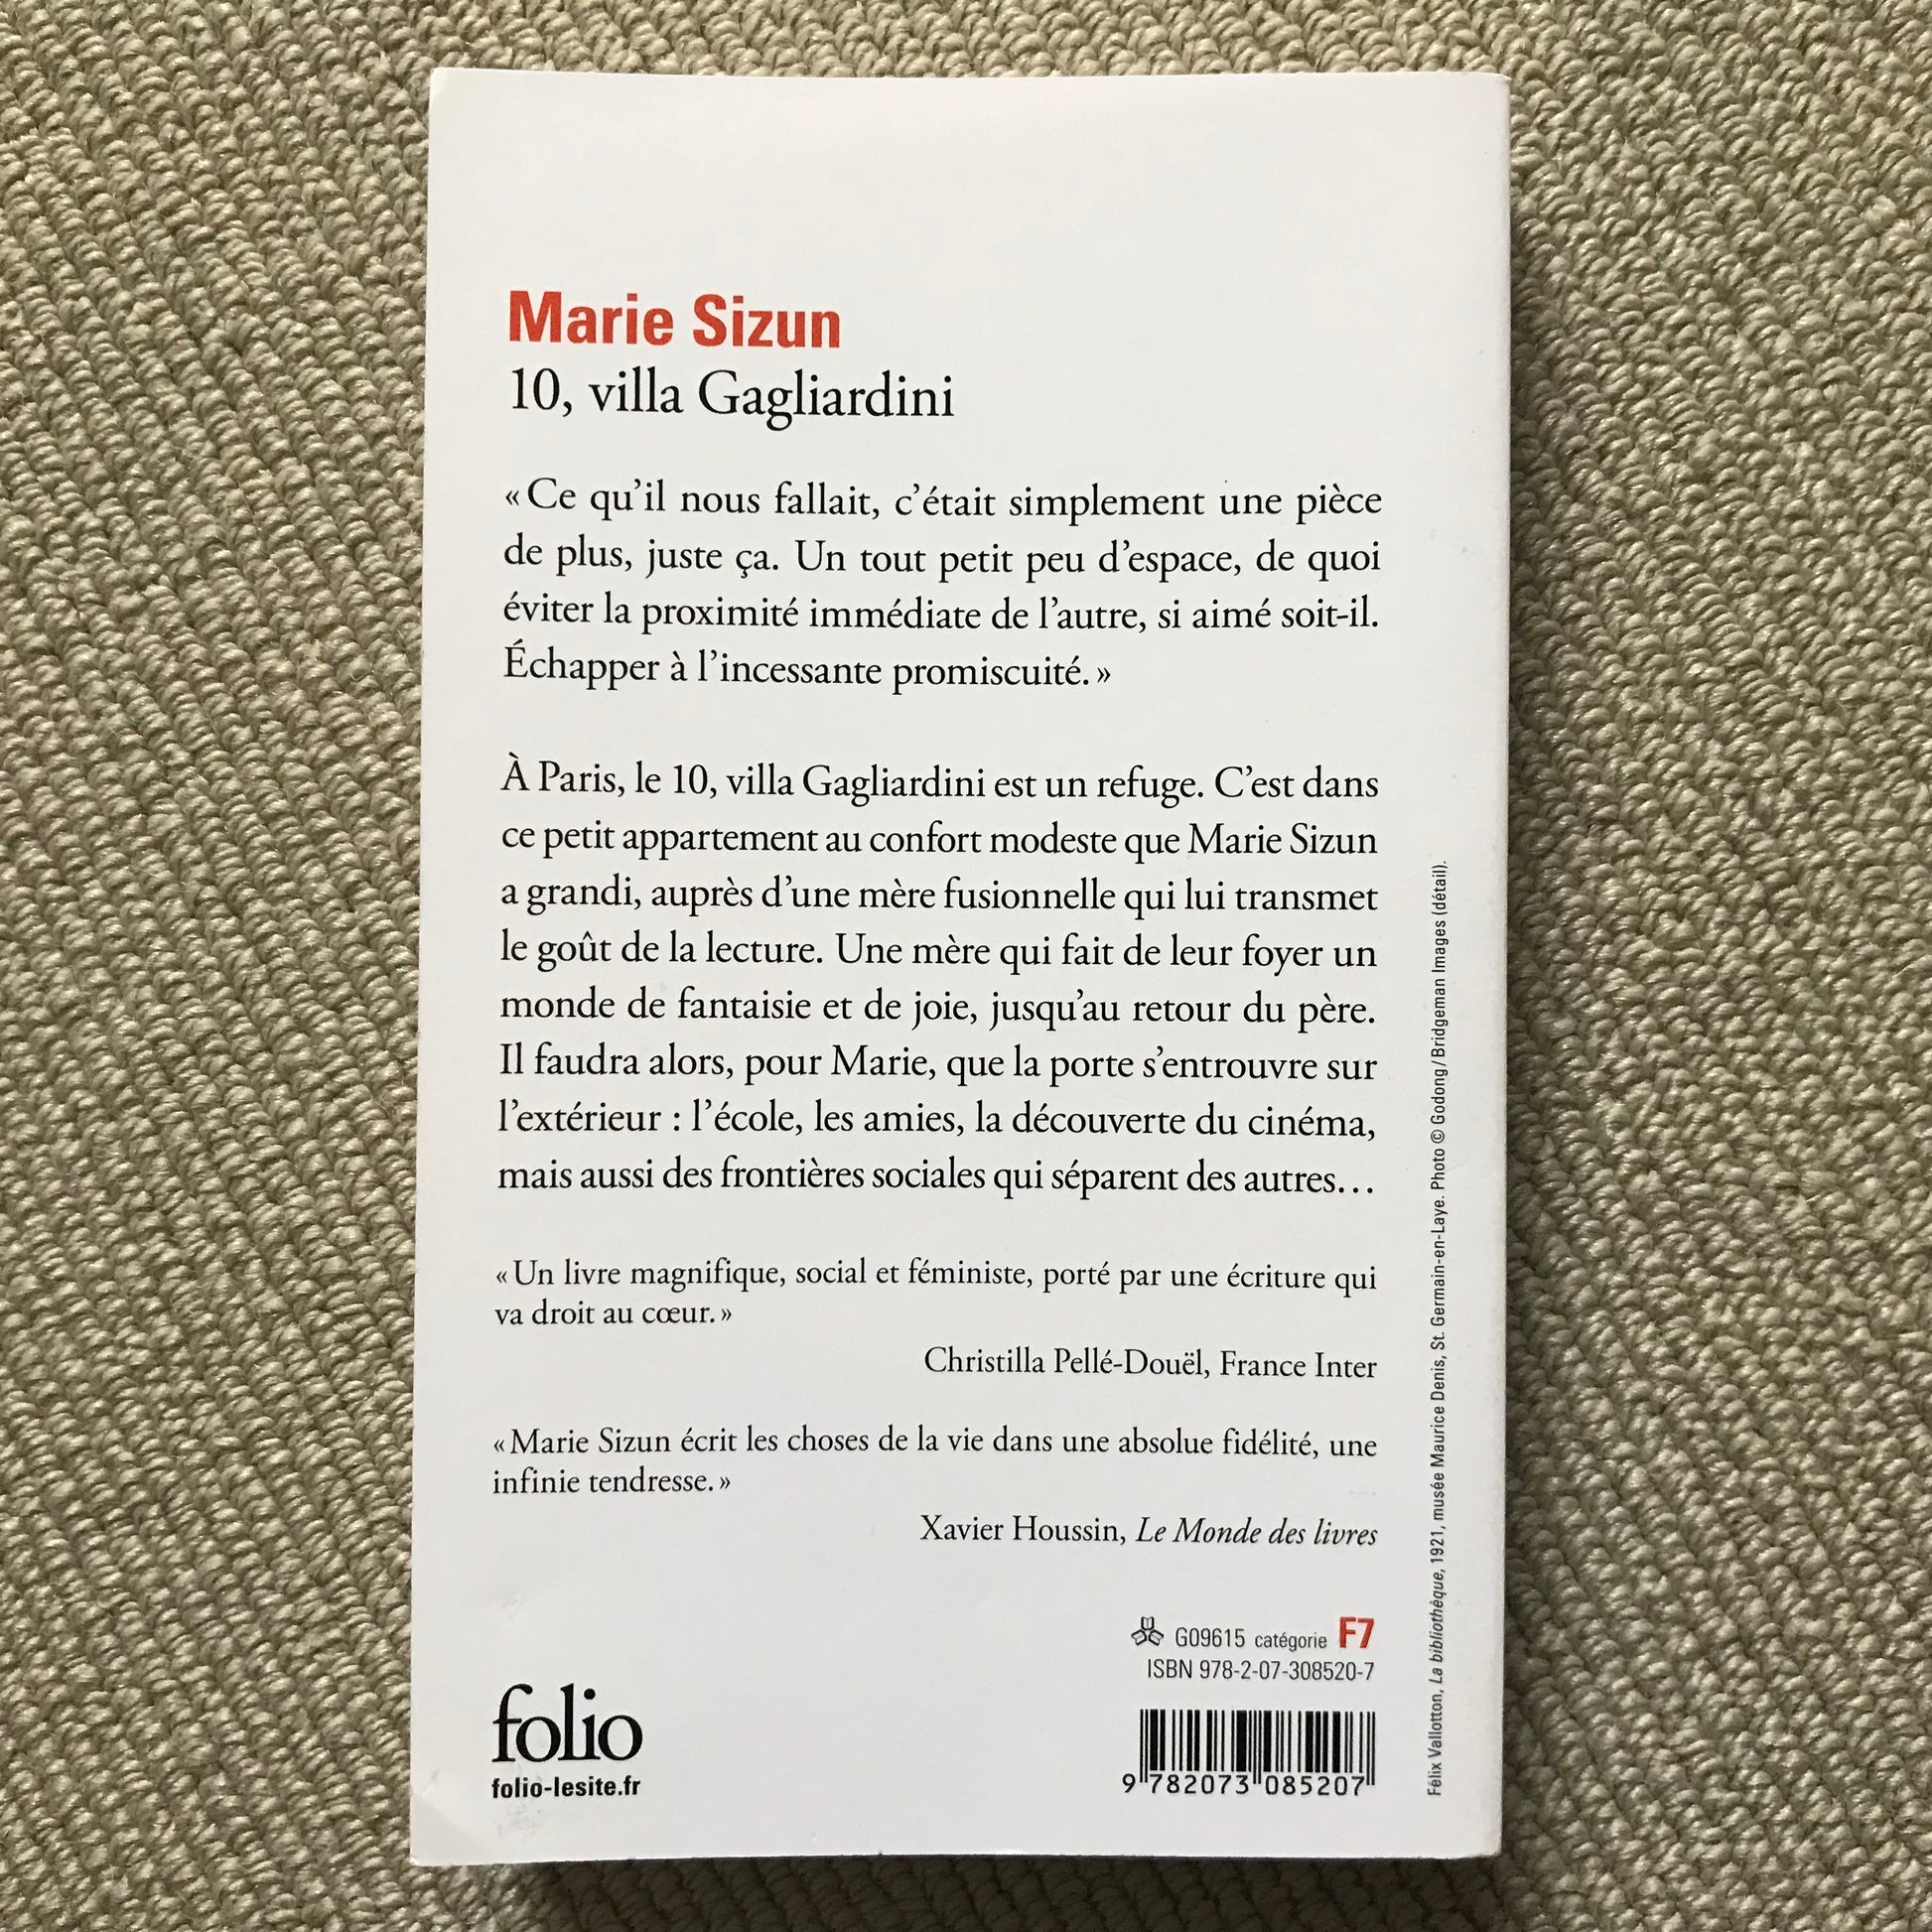 Marie Sizun
10, villa Gagliardini
« Ce qu’il nous fallait, c’était simplement une pièce
de plus, juste ça. Un tout petit peu d’espace, de quoi
éviter la proximité immédiate de l’autre, si aimé soit-il.
Échapper à l’incessante promiscuité. »
À Paris, le 10, villa Gagliardini est un refuge. C’est dans
ce petit appartement au confort modeste que Marie Sizun
a grandi, auprès d’une mère fusionnelle qui lui transmet
le goût de la lecture. Une mère qui fait de leur foyer un
monde de fantaisie et de joie, jusqu’au retour du père.
Il faudra alors, pour Marie, que la porte s’entrouvre sur
l’extérieur : l’école, les amies, la découverte du cinéma,
mais aussi des frontières sociales qui séparent des autres…
« Un livre magnifique, social et féministe, porté par une écriture qui
va droit au cœur. »
Christilla Pellé-Douël, France Inter
« Marie Sizun écrit les choses de la vie dans une absolue fidélité, une
infinie tendresse. »
Xavier Houssin, Le Monde des livres
G09615 catégorie F7
ISBN 978-2-07-308520-7
folio
folio-lesite.fr
9 782073 085207
Félix Vallotton, La bibliothèque, 1921, musée Maurice Denis, St. Germain-en-Laye. Photo © Godong / Bridgeman Images (détail).